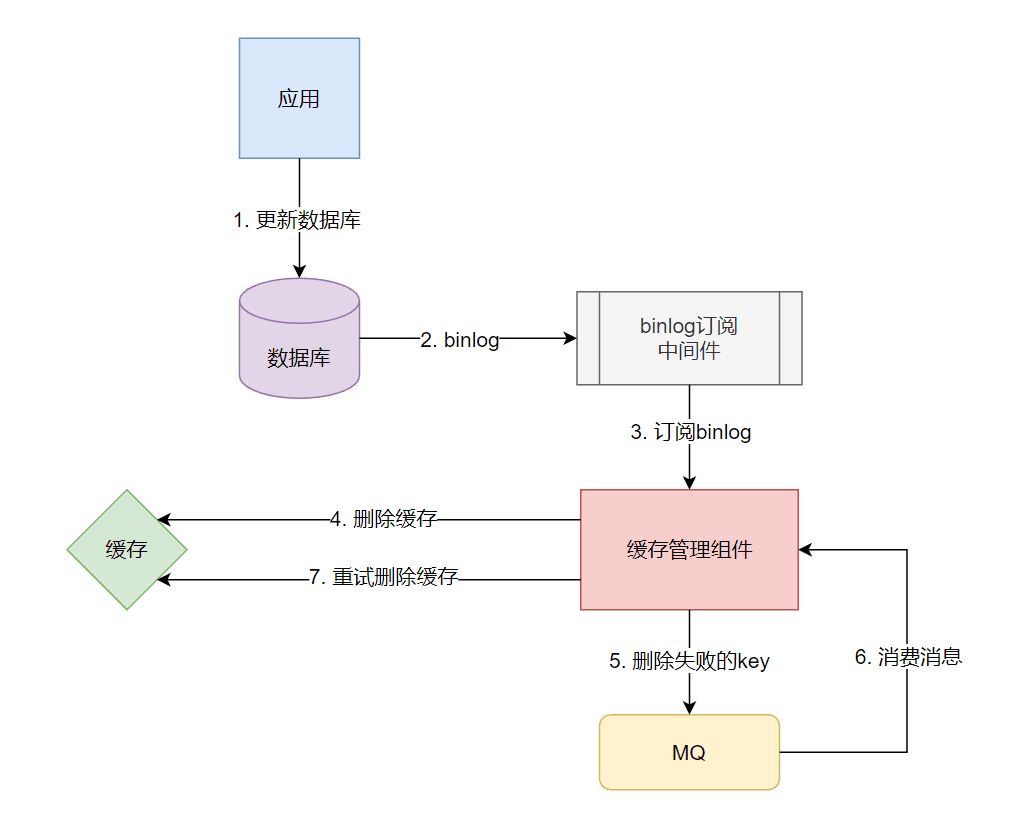 应用
1. 更新数据库
数据库
2. binlog
binlog订阅
中间件
3. 订阅binlog
缓存
4. 删除缓存
缓存管理组件
7. 重试删除缓存
5. 删除失败的key
6. 消费消息
MQ